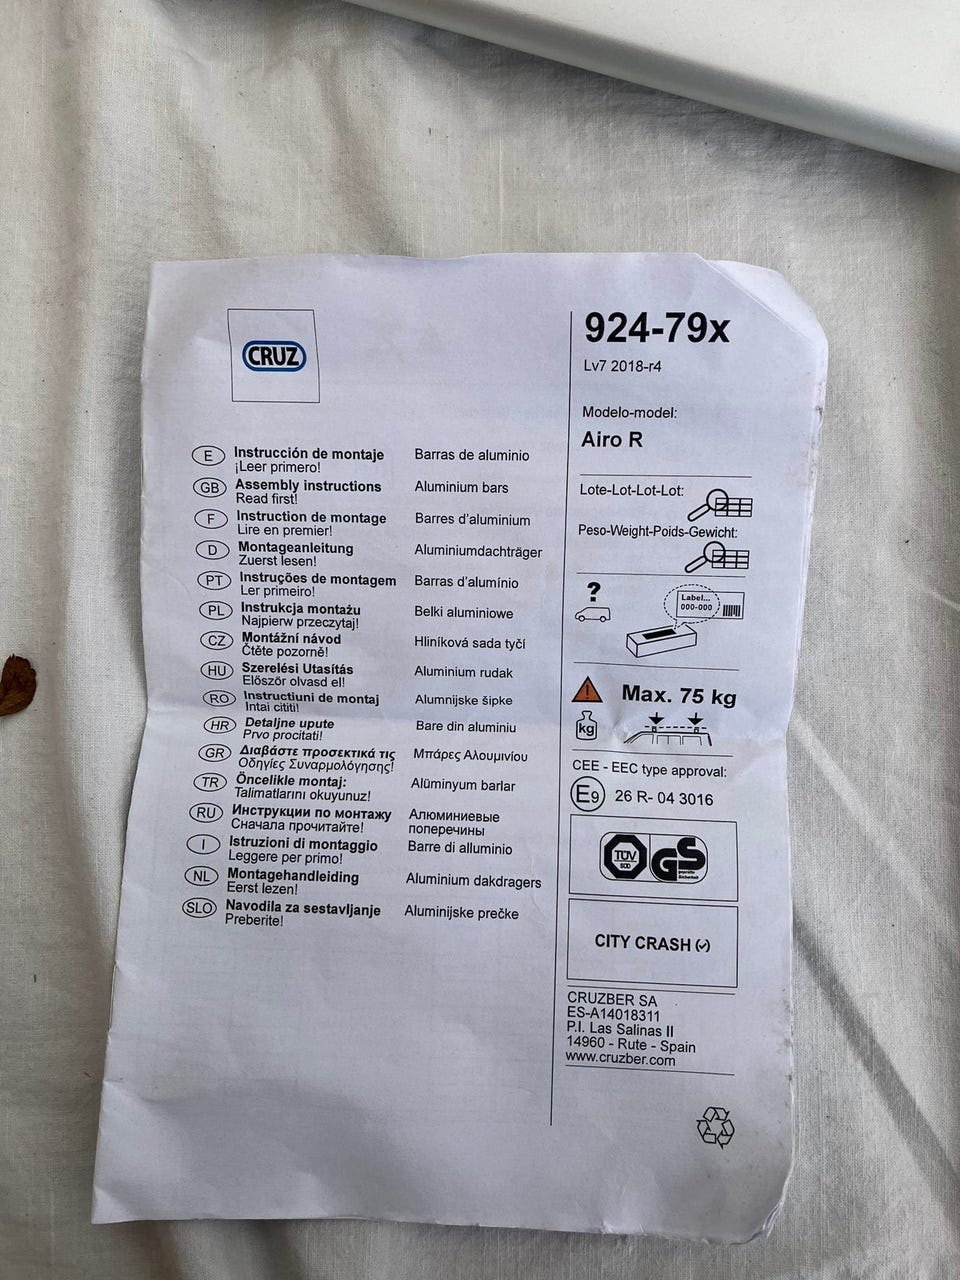 CRUZ
924-79x
Lv7 2018-r4
Modelo-model:
Airo R
E Instrucción de montaje Barras de aluminio
¡Leer primero!
GB Assembly instructions Aluminium bars
Read first!
F Instruction de montage Barres d'aluminium
Lire en premier!
D Montageanleitung Aluminiumdachträger
Zuerst lesen!
PT Instruções de montagem Barras d'alumínio
Ler primeiro!
PL Instrukcja montażu Belki aluminiowe
Najpierw przeczytaj!
CZ Montážní návod Hliníková sada tyčí
Čtěte pozorně!
HU Szerelési Utasítás Aluminium rudak
Először olvasd el!
RO Instructiuni de montaj Alumnijske šipke
Intai cititi!
HR Detaljne upute Bare din aluminiu
Prvo procitati!
GR Διαβάστε προσεκτικά τις Μπάρες Αλουμινίου
Οδηγίες Συναρμολόγησης!
TR Öncelikle montaj: Alüminyum barlar
Talimatlarını okuyunuz!
RU Инструкции по монтажу Алюминиевые
Сначала прочитайте! поперечины
I Istruzioni di montaggio Barre di alluminio
Leggere per primo!
NL Montagehandleiding Aluminium dakdragers
Eerst lezen!
SLO Navodila za sestavljanje Aluminijske prečke
Preberite!
Lote-Lot-Lot-Lot:
Peso-Weight-Poids-Gewicht:
?
Label...
000-000
Max. 75 kg
kg
CEE - EEC type approval:
E9 26 R- 04 3016
TÜV
SÜD
GS
geprüfte
Sicherheit
CITY CRASH (✓)
CRUZBER SA
ES-A14018311
P.I. Las Salinas II
14960 - Rute - Spain
www.cruzber.com